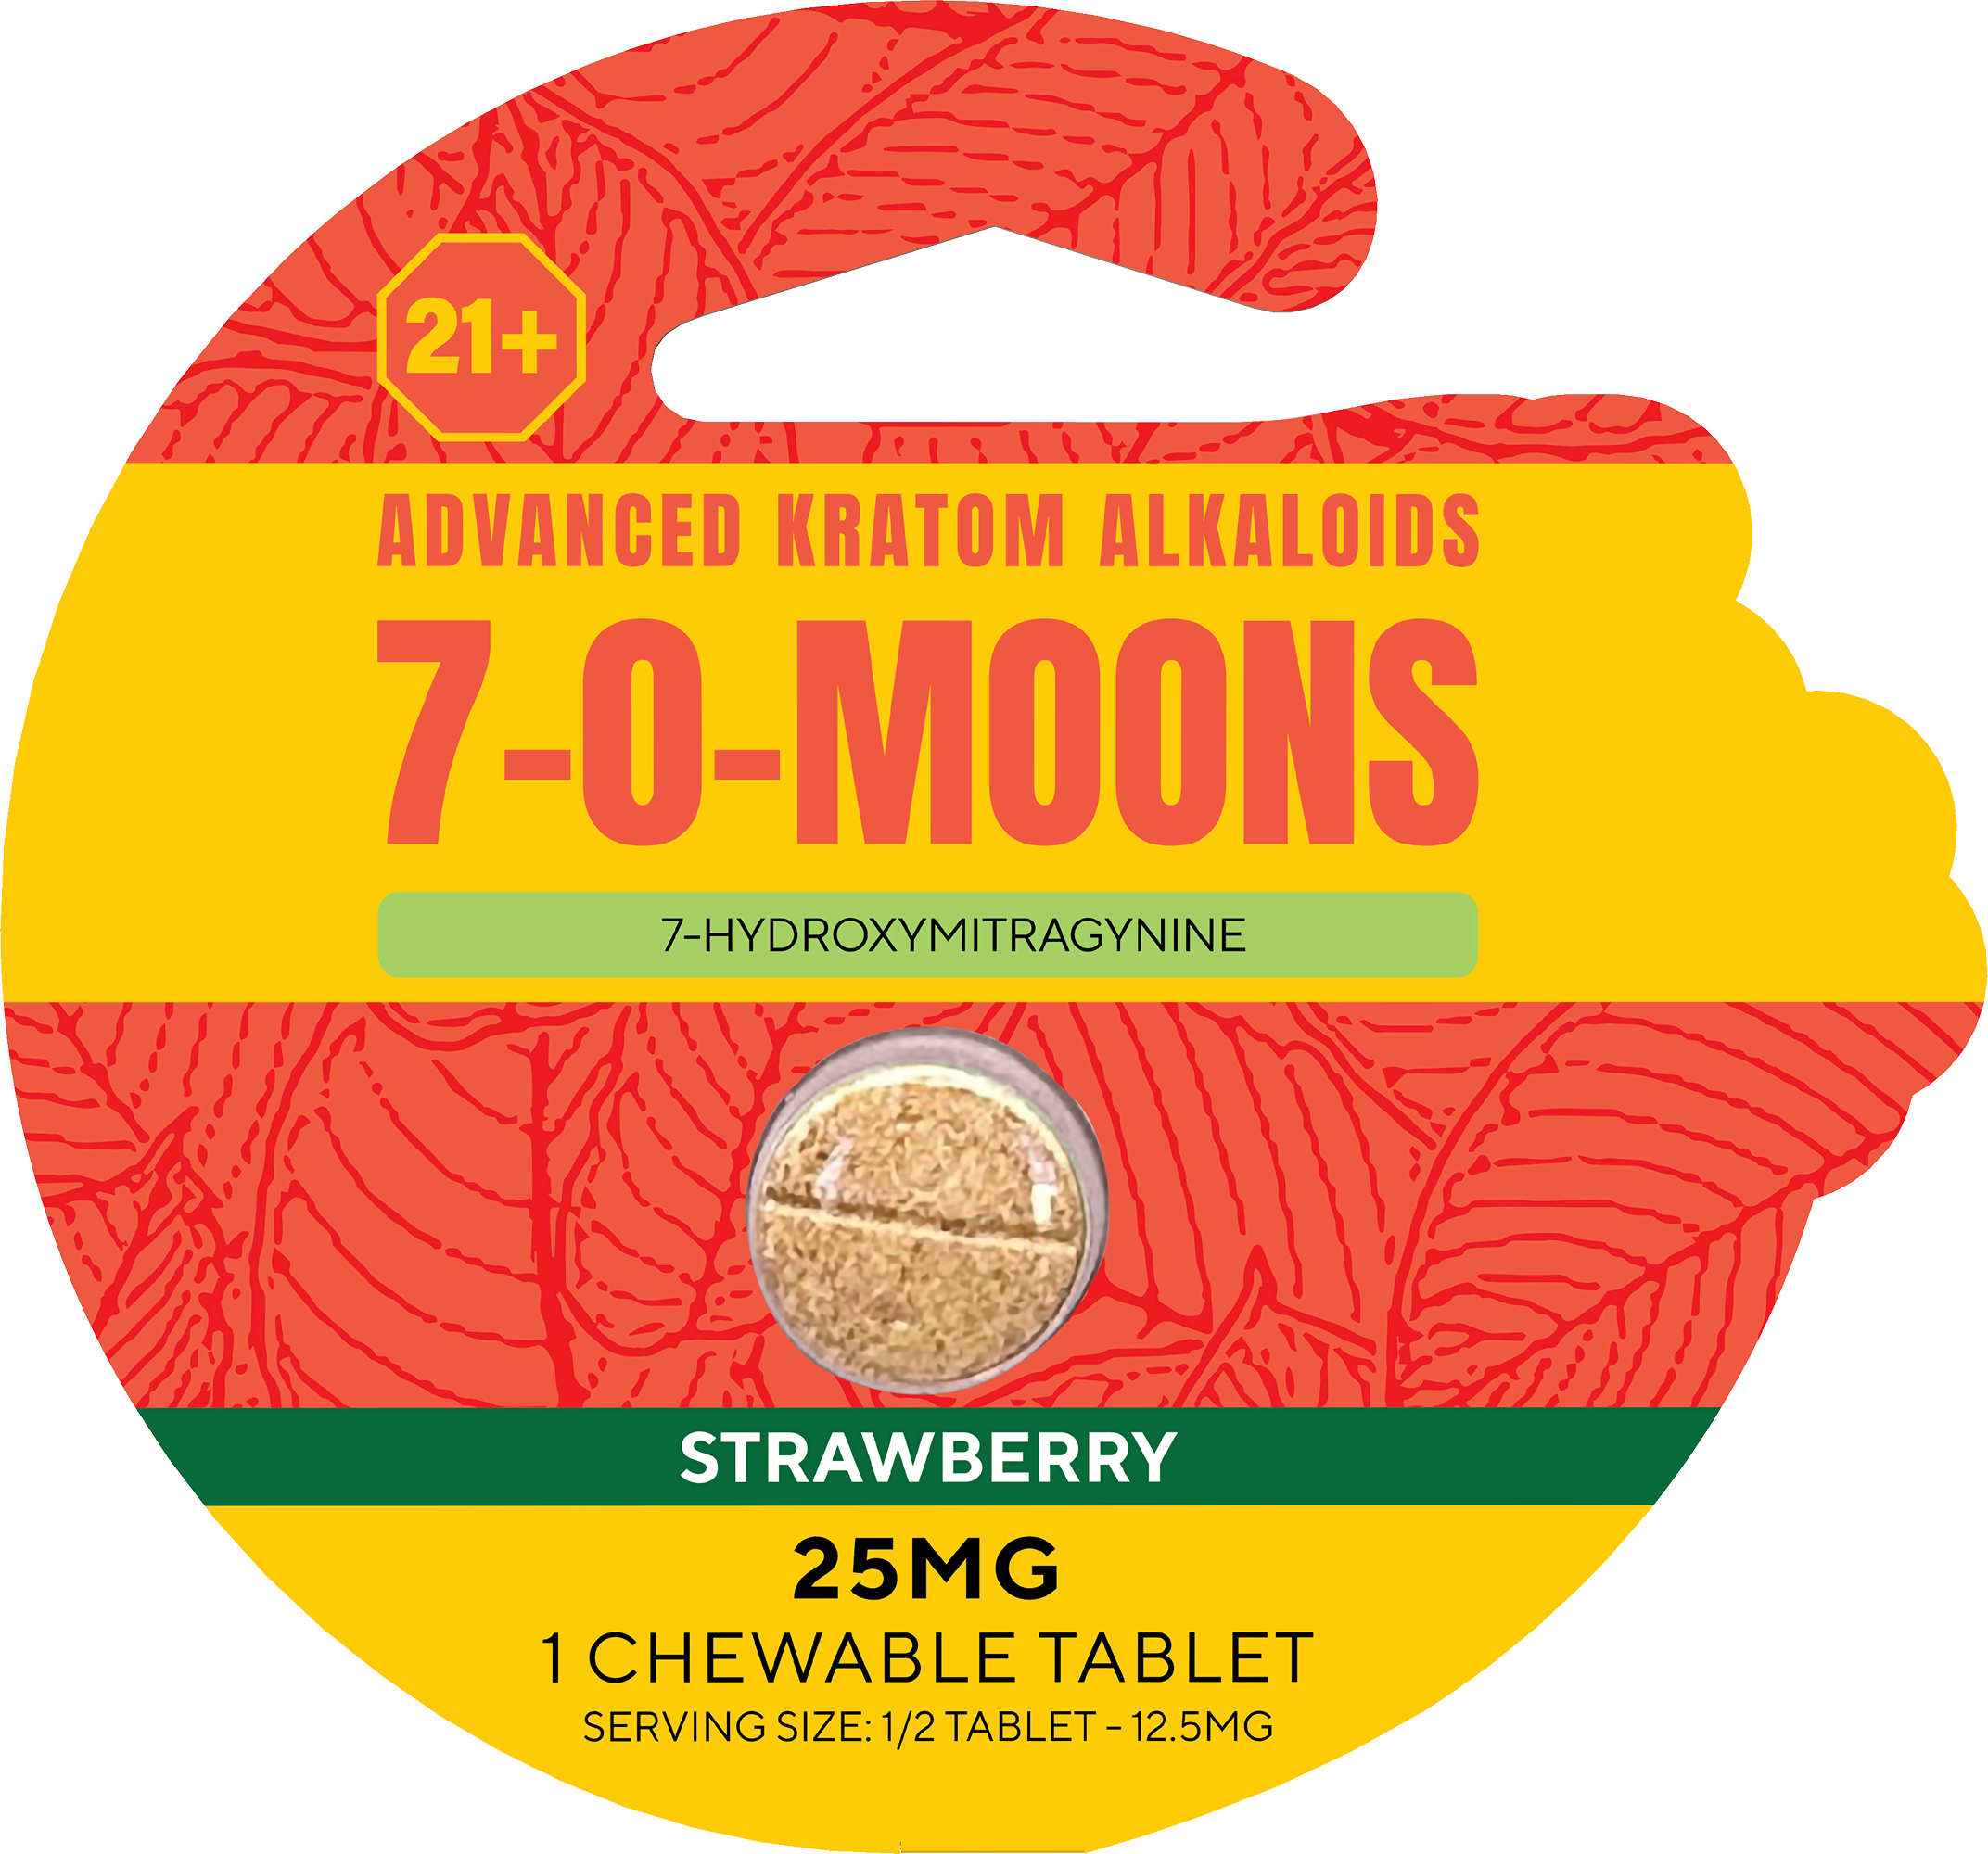 21+
ADVANCED KRATOM ALKALOIDS
7-O-MOONS
7-HYDROXYMITRAGYNINE
STRAWBERRY
25MG
1 CHEWABLE TABLET
SERVING SIZE: 1/2 TABLET - 12.5MG